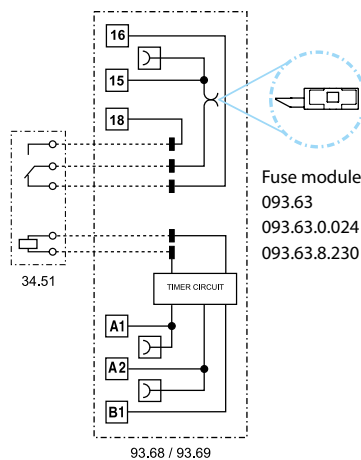 16
15
18
34.51
TIMER CIRCUIT
A1
A2
B1
93.68 / 93.69
Fuse module
093.63
093.63.0.024
093.63.8.230